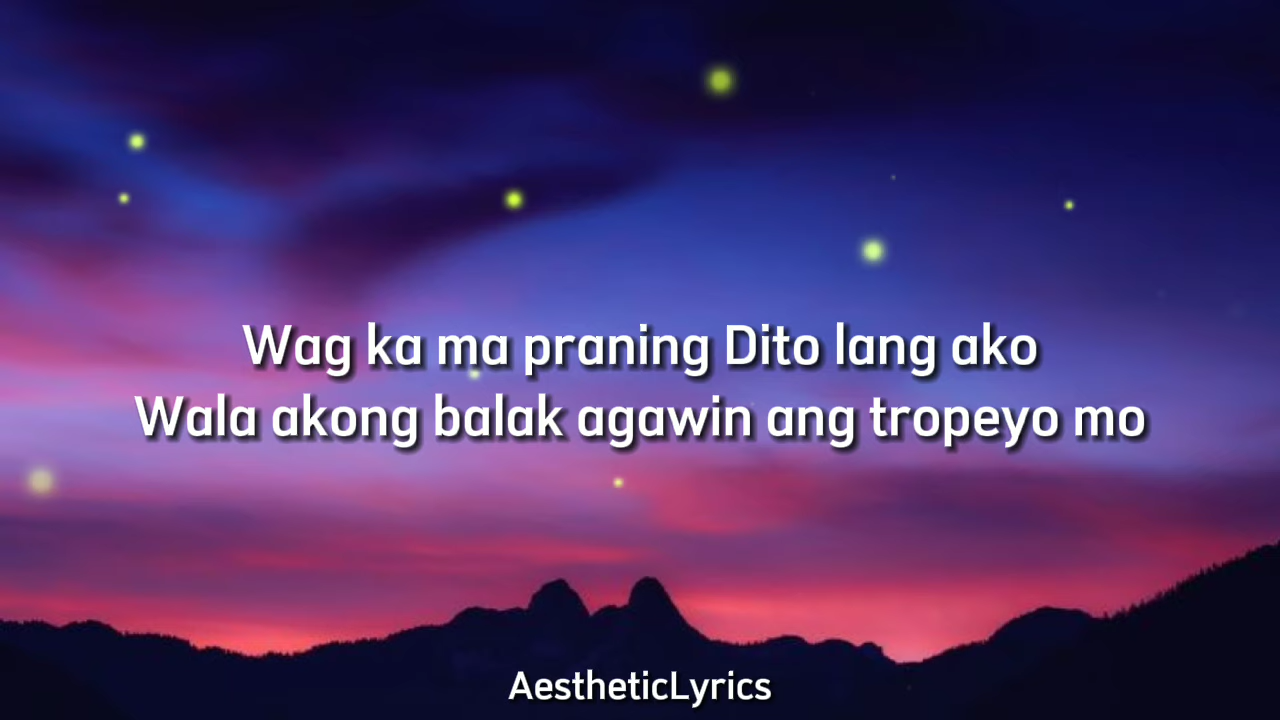 Wag ka ma praning Dito lang ako
Wala akong balak agawin ang tropeyo mo
AestheticLyrics